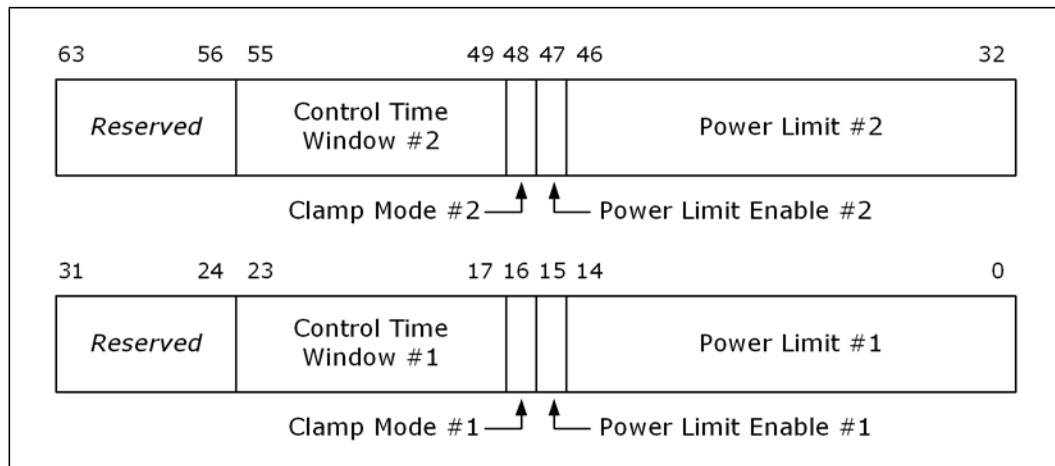 63 56 55 49 48 47 46 32
Reserved Control Time Power Limit #2
Window #2
Clamp Mode #2 Power Limit Enable #2
31 24 23 17 16 15 14 0
Reserved Control Time Power Limit #1
Window #1
Clamp Mode #1 Power Limit Enable #1